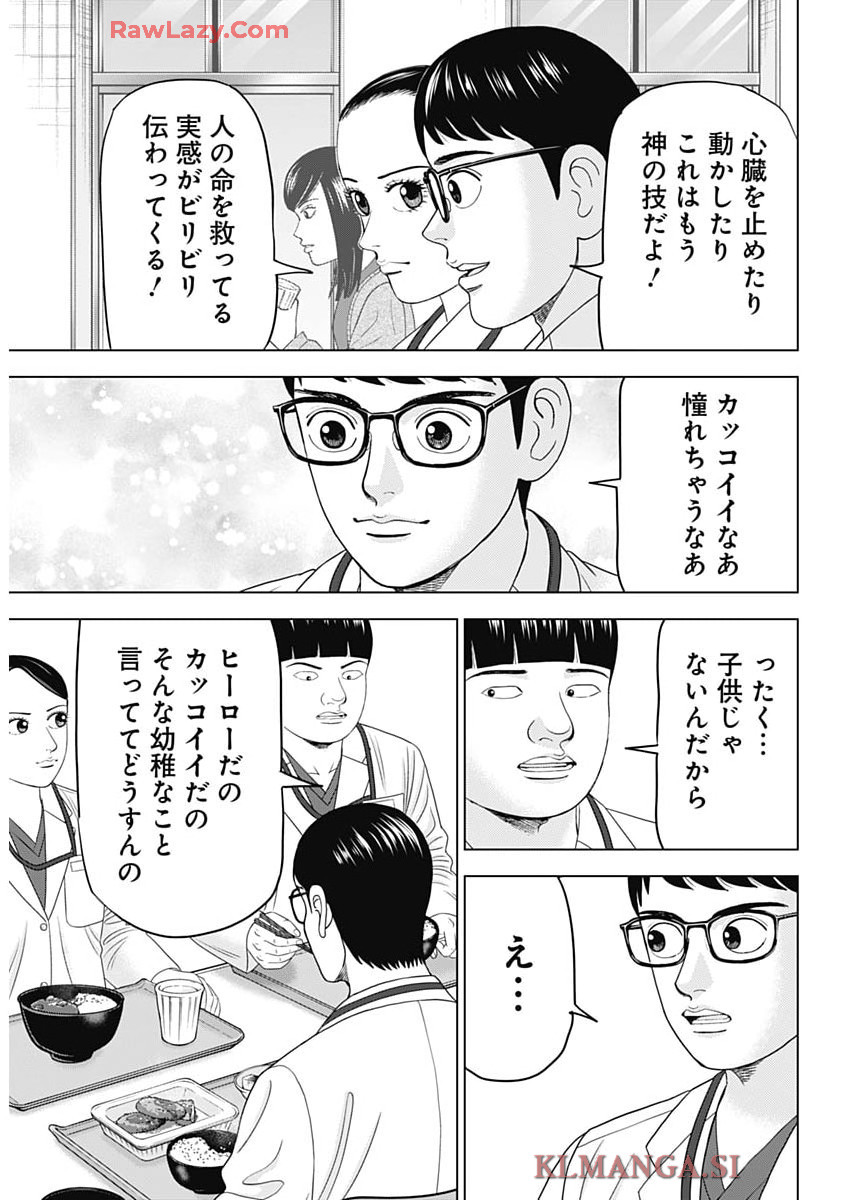 RawLazy.Com
心臓を止めたり
動かしたり
これはもう
神の技だよ！
人の命を救ってる
実感がビリビリ
伝わってくる！
カッコイイなあ
憧れちゃうなあ
ったく…
子供じゃ
ないんだから
ヒーローだの
カッコイイだの
そんな幼稚なこと
言っててどうすんの
え…
KLMANGA.SI